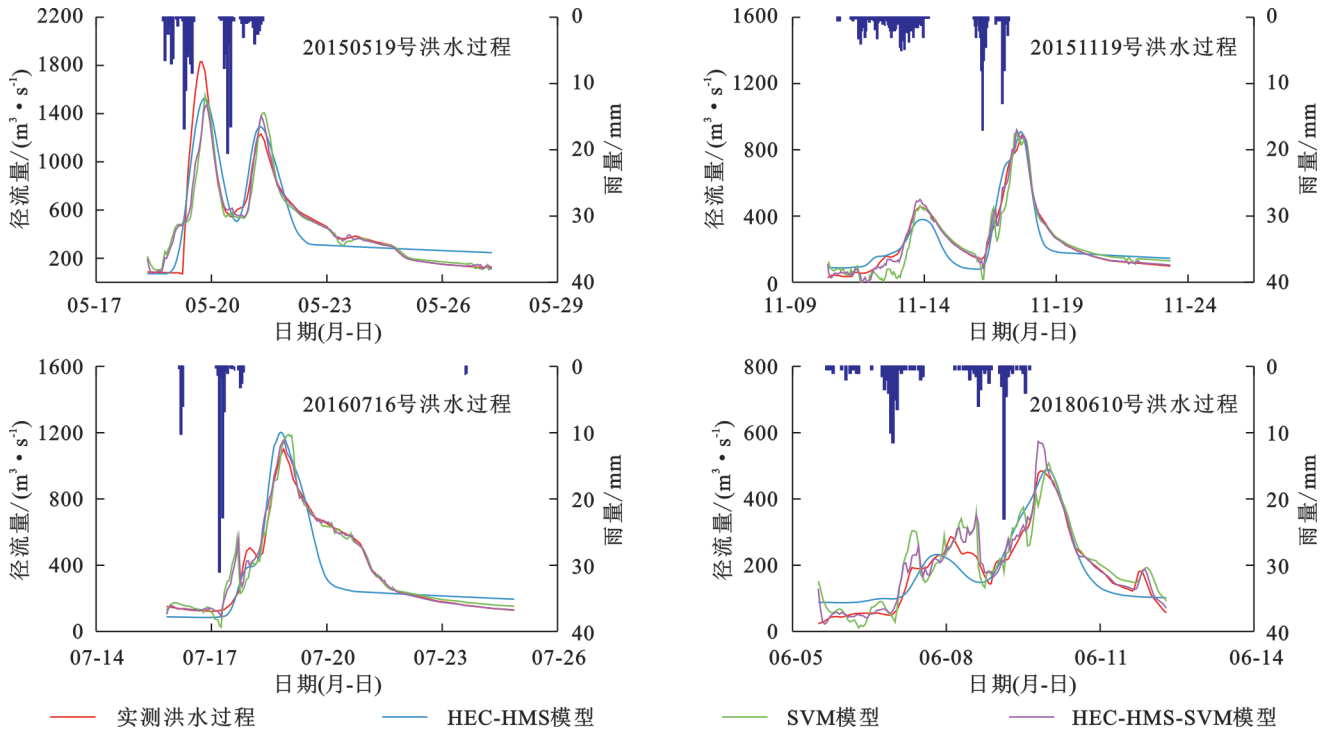 20150519号洪水过程
径流量/(m³•s⁻¹)
2200
1800
1400
1000
600
200
雨量/mm
0
10
20
30
40
05-17
05-20
05-23
05-26
05-29
日期(月-日)
20151119号洪水过程
径流量/(m³•s⁻¹)
1600
1200
800
400
0
雨量/mm
0
10
20
30
40
11-09
11-14
11-19
11-24
日期(月-日)
20160716号洪水过程
径流量/(m³•s⁻¹)
1600
1200
800
400
0
雨量/mm
0
10
20
30
40
07-14
07-17
07-20
07-23
07-26
日期(月-日)
20180610号洪水过程
径流量/(m³•s⁻¹)
800
600
400
200
0
雨量/mm
0
10
20
30
40
06-05
06-08
06-11
06-14
日期(月-日)
实测洪水过程
HEC-HMS模型
SVM模型
HEC-HMS-SVM模型